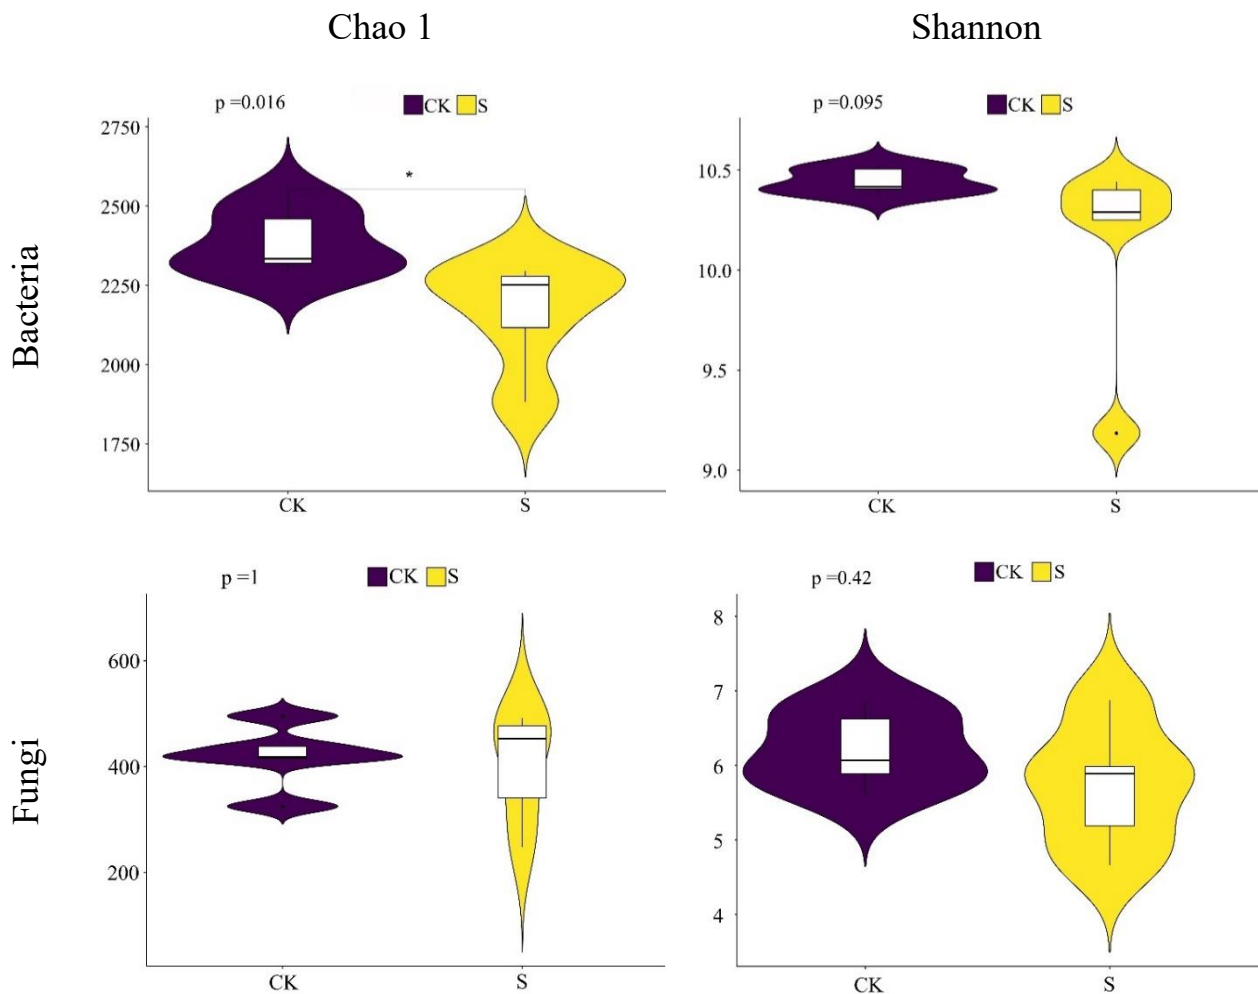 Chao 1
Shannon
Bacteria
p =0.016
CK S
2750
2500
2250
2000
1750
*
CK
S
p =0.095
CK S
10.5
10.0
9.5
9.0
CK
S
Fungi
p =1
CK S
600
400
200
CK
S
p =0.42
CK S
8
7
6
5
4
CK
S